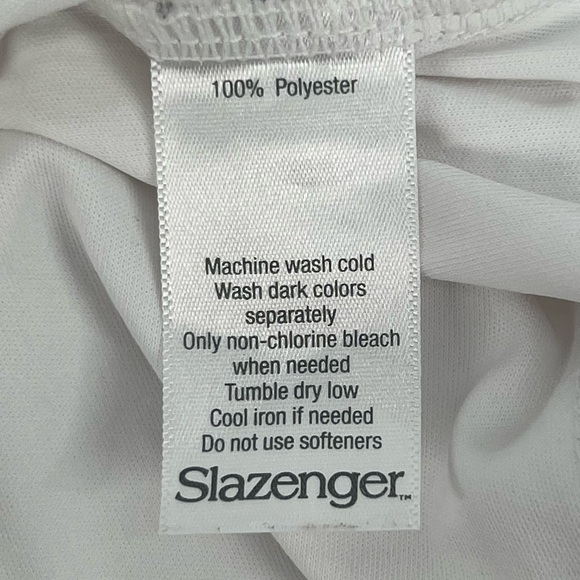 100% Polyester
Machine wash cold
Wash dark colors
separately
Only non-chlorine bleach
when needed
Tumble dry low
Cool iron if needed
Do not use softeners
Slazenger™